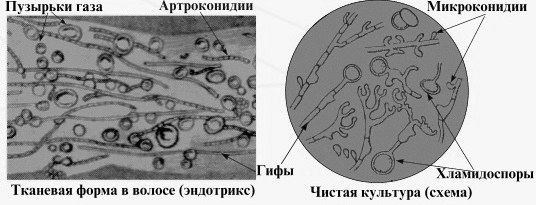 Пузырьки газа
Артроконидии
Микроконидии
Гифы
Хламидоспоры
Тканевая форма в волосе (эндотрикс)
Чистая культура (схема)